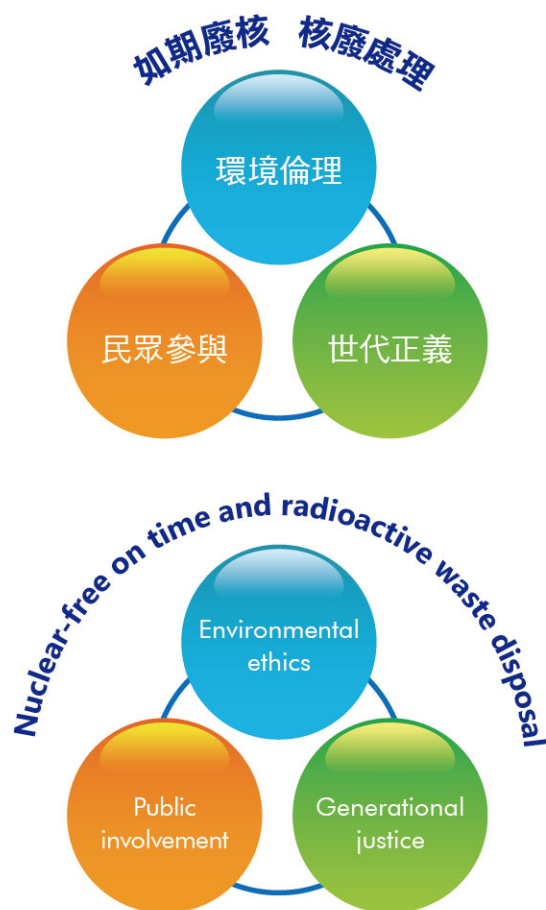 如期廢核 核廢處理
環境倫理
民眾參與
世代正義
Nuclear-free on time and radioactive waste disposal
Environmental
ethics
Public
involvement
Generational
justice